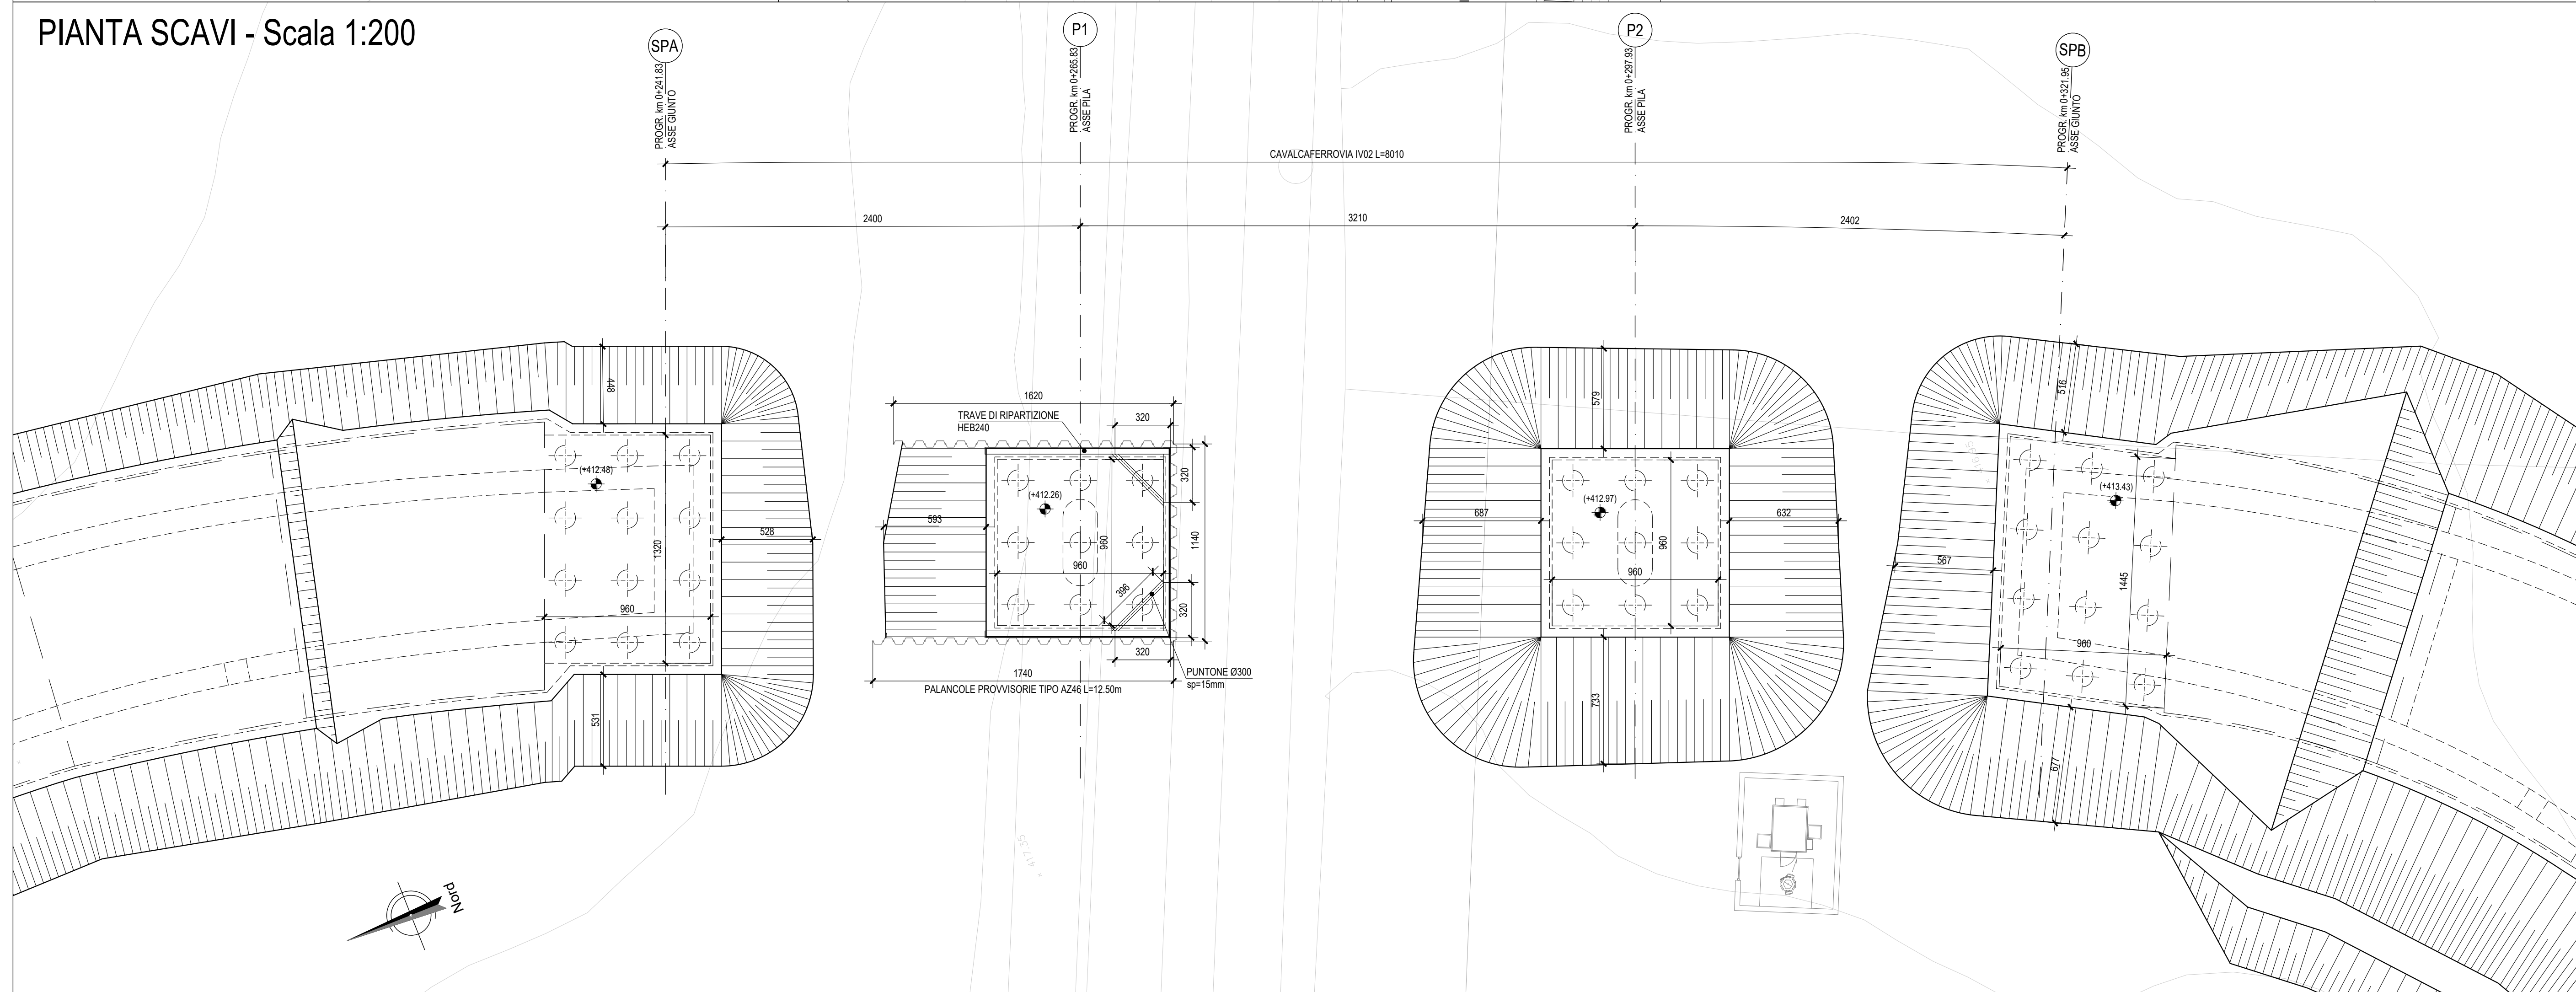 PIANTA SCAVI - Scala 1:200
SPA
PROGR. km 0+241.83
ASSE GIUNTO
P1
PROGR. km 0+265.83
ASSE PILA
P2
PROGR. km 0+297.93
ASSE PILA
SPB
PROGR. km 0+321.95
ASSE GIUNTO
CAVALCAFERROVIA IV02 L=8010
2400
3210
2402
448
(+412.48)
1320
528
960
531
1620
TRAVE DI RIPARTIZIONE
HEB240
320
320
(+412.26)
593
960
1140
960
396
320
320
1740
PALANCOLE PROVVISORIE TIPO AZ46 L=12.50m
PUNTONE Ø300
sp=15mm
579
(+412.97)
687
632
960
960
733
516
(+413.43)
567
1445
960
677
417.35
Nord